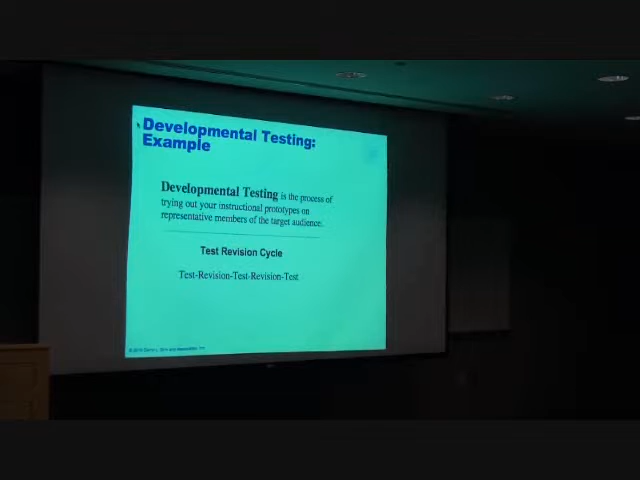 Developmental Testing:
Example
Developmental Testing is the process of
trying out your instructional prototypes on
representative members of the target audience.
Test Revision Cycle
Test-Revision-Test-Revision-Test